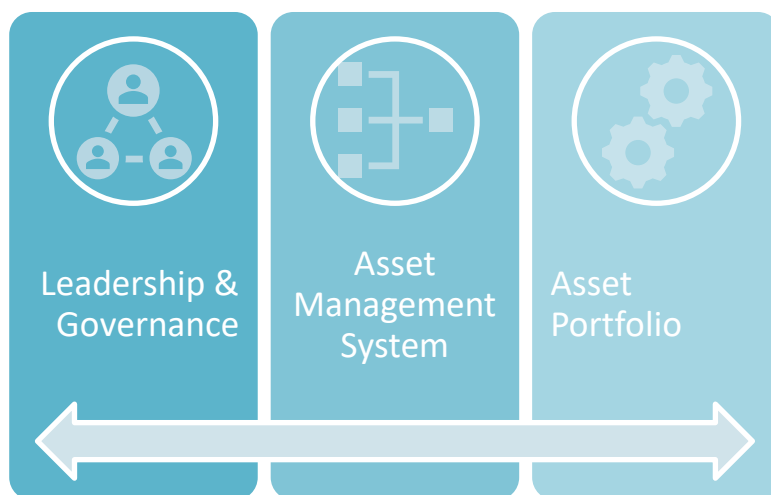 Leadership &
Governance
Asset
Management
System
Asset
Portfolio